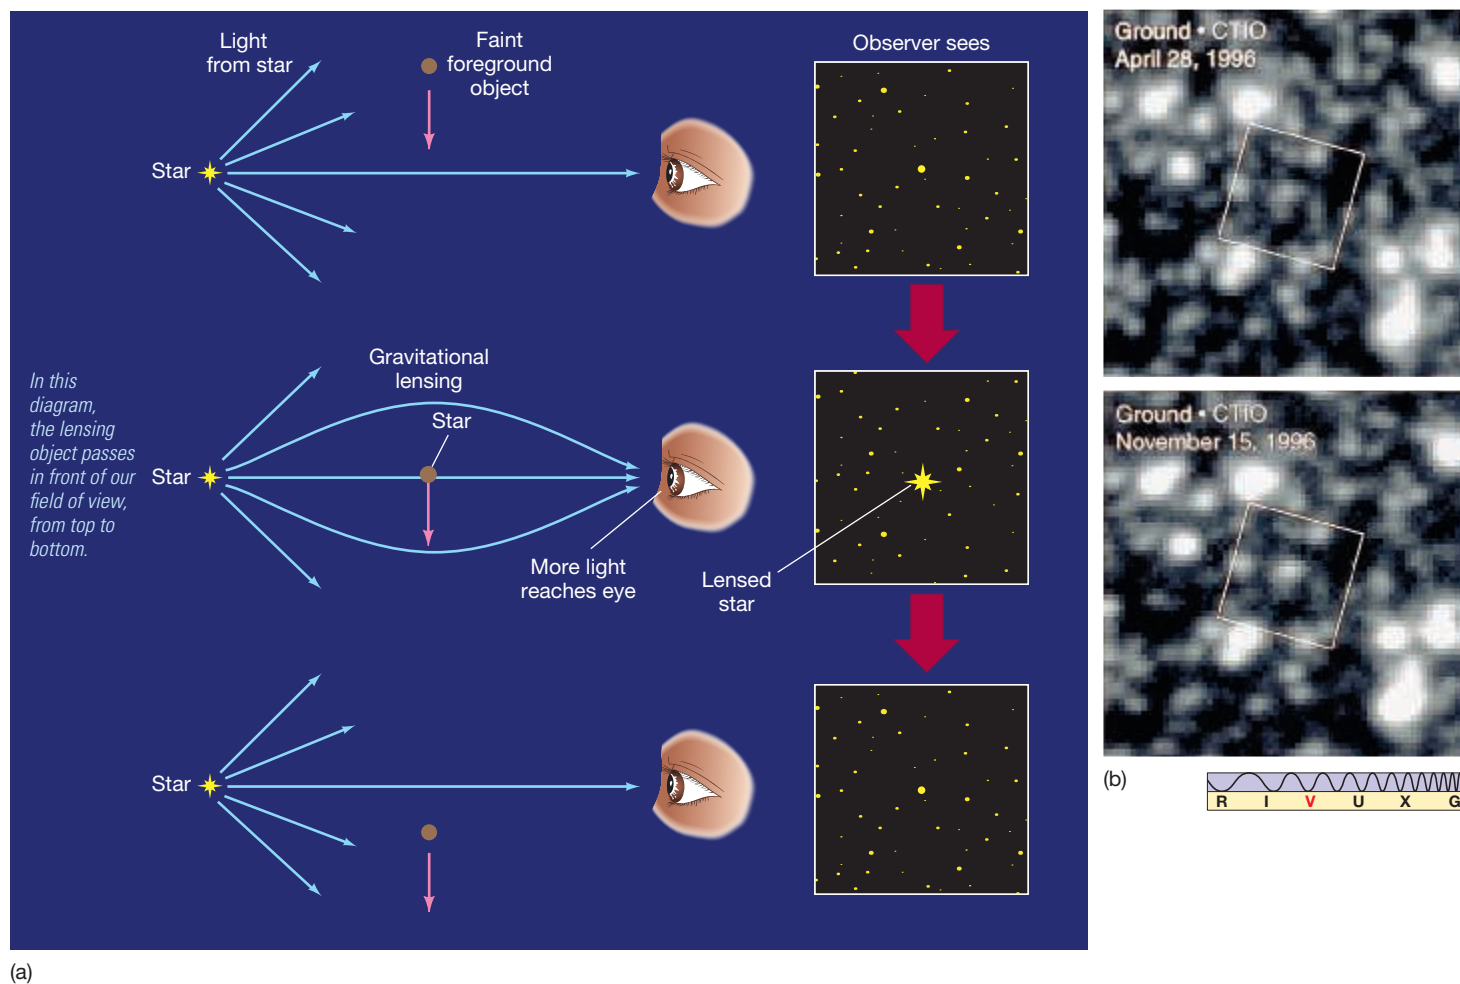 Light
from star
Faint
foreground
object
Observer sees
Star
In this
diagram,
the lensing
object passes
in front of our
field of view,
from top to
bottom.
Gravitational
lensing
Star
Star
More light
reaches eye
Lensed
star
Star
(a)
Ground • CTIO
April 28, 1996
Ground • CTIO
November 15, 1996
(b)
R I V U X G